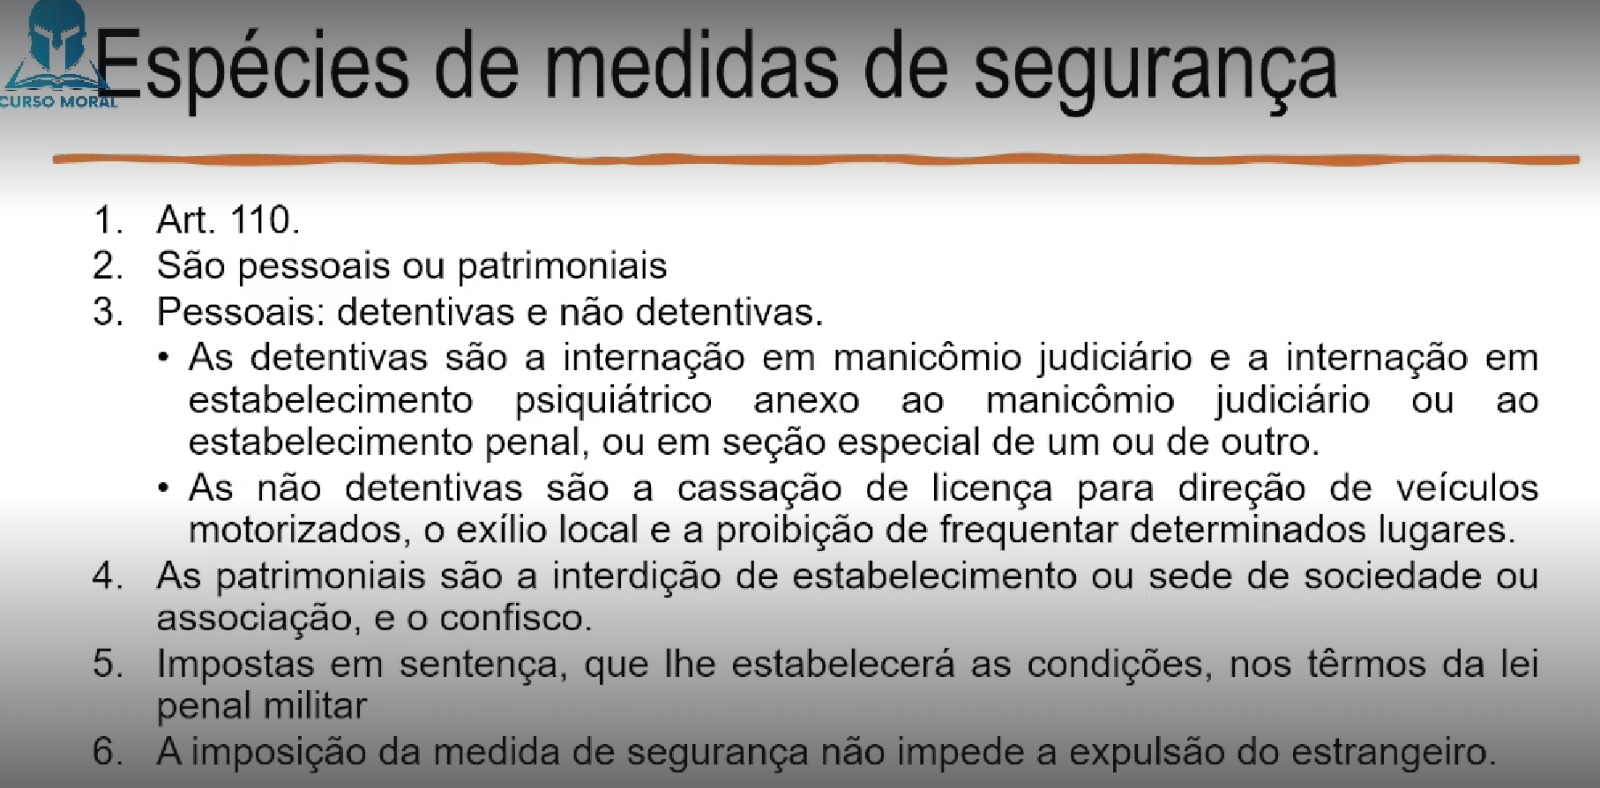 Espécies de medidas de segurança
CURSO MORAL
1. Art. 110.
2. São pessoais ou patrimoniais
3. Pessoais: detentivas e não detentivas.
• As detentivas são a internação em manicômio judiciário e a internação em
estabelecimento psiquiátrico anexo ao manicômio judiciário ou ao
estabelecimento penal, ou em seção especial de um ou de outro.
• As não detentivas são a cassação de licença para direção de veículos
motorizados, o exílio local e a proibição de frequentar determinados lugares.
4. As patrimoniais são a interdição de estabelecimento ou sede de sociedade ou
associação, e o confisco.
5. Impostas em sentença, que lhe estabelecerá as condições, nos têrmos da lei
penal militar
6. A imposição da medida de segurança não impede a expulsão do estrangeiro.